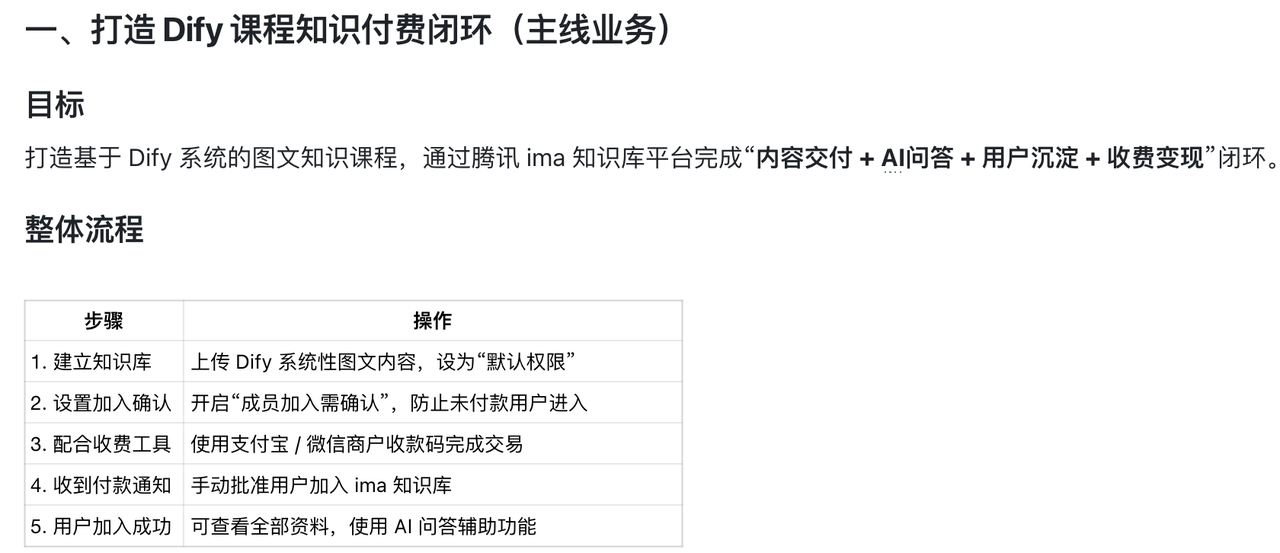 一、打造 Dify 课程知识付费闭环（主线业务）
目标
打造基于 Dify 系统的图文知识课程，通过腾讯 ima 知识库平台完成“内容交付 + AI问答 + 用户沉淀 + 收费变现”闭环。
整体流程
步骤 操作
1. 建立知识库 上传 Dify 系统性图文内容，设为“默认权限”
2. 设置加入确认 开启“成员加入需确认”，防止未付款用户进入
3. 配合收费工具 使用支付宝 / 微信商户收款码完成交易
4. 收到付款通知 手动批准用户加入 ima 知识库
5. 用户加入成功 可查看全部资料，使用 AI 问答辅助功能